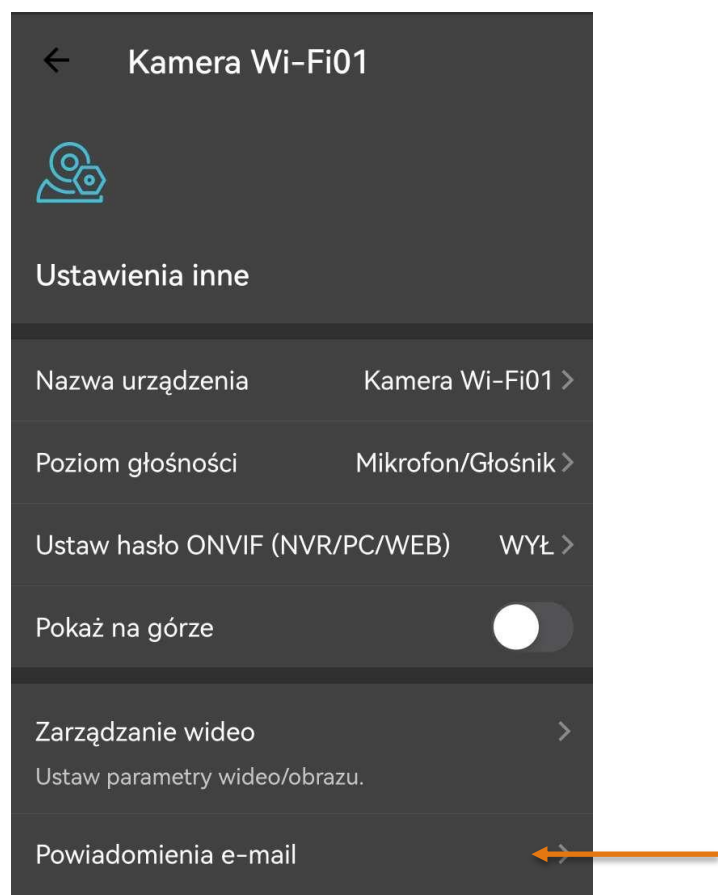 Kamera Wi-Fi01
Ustawienia inne
Nazwa urządzenia Kamera Wi-Fi01
Poziom głośności Mikrofon/Głośnik
Ustaw hasło ONVIF (NVR/PC/WEB) WYŁ
Pokaż na górze
Zarządzanie wideo
Ustaw parametry wideo/obrazu.
Powiadomienia e-mail